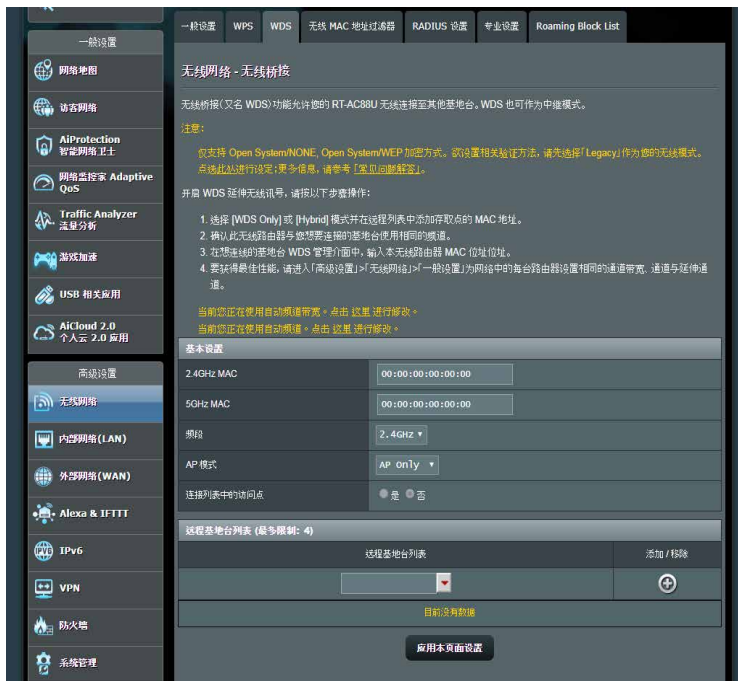 一般设置
WPS
WDS
无线 MAC 地址过滤器
RADIUS 设置
专业设置
Roaming Block List
一般设置
网络地图
访客网络
AiProtection
智能网络卫士
网络监控家 Adaptive
QoS
Traffic Analyzer
流量分析
游戏加速
USB 相关应用
AiCloud 2.0
个人云 2.0 应用
高级设置
无线网络
内部网络(LAN)
外部网络(WAN)
Alexa & IFTTT
IPv6
VPN
防火墙
系统管理
无线网络 - 无线桥接
无线桥接(又名 WDS)功能允许您的 RT-AC88U 无线连接至其他基地台。WDS 也可作为中继模式。
注意:
仅支持 Open System/NONE, Open System/WEP 加密方式。欲设置相关验证方法, 请先选择「Legacy」作为您的无线模式。
点选此处进行设定;更多信息, 请参考「常见问题解答」。
开启 WDS 延伸无线讯号, 请按以下步骤操作:
1. 选择 [WDS Only] 或 [Hybrid] 模式并在远程列表中添加存取点的 MAC 地址。
2. 确认此无线路由器与您想要连接的基地台使用相同的频道。
3. 在想连线的基地台 WDS 管理介面中, 输入本无线路由器 MAC 位址位址。
4. 要获得最佳性能, 请进入「高级设置」>「无线网络」>「一般设置」为网络中的每台路由器设置相同的通道带宽、通道与延伸通
道。
当前您正在使用自动频道带宽。点击 这里 进行修改。
当前您正在使用自动频道。点击 这里 进行修改。
基本设置
2.4GHz MAC
00:00:00:00:00:00
5GHz MAC
00:00:00:00:00:00
频段
2.4GHz
AP 模式
AP Only
连接列表中的访问点
是 否
远程基地台列表 (最多限制: 4)
远程基地台列表
添加 / 移除
目前没有数据
应用本页面设置